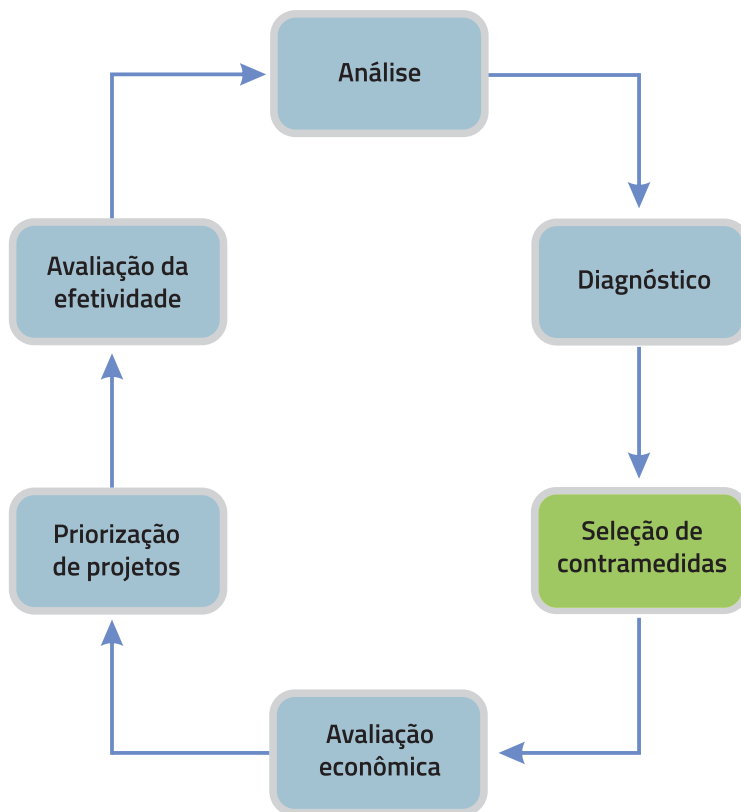 Análise
Diagnóstico
Seleção de
contramedidas
Avaliação
econômica
Priorização
de projetos
Avaliação da
efetividade